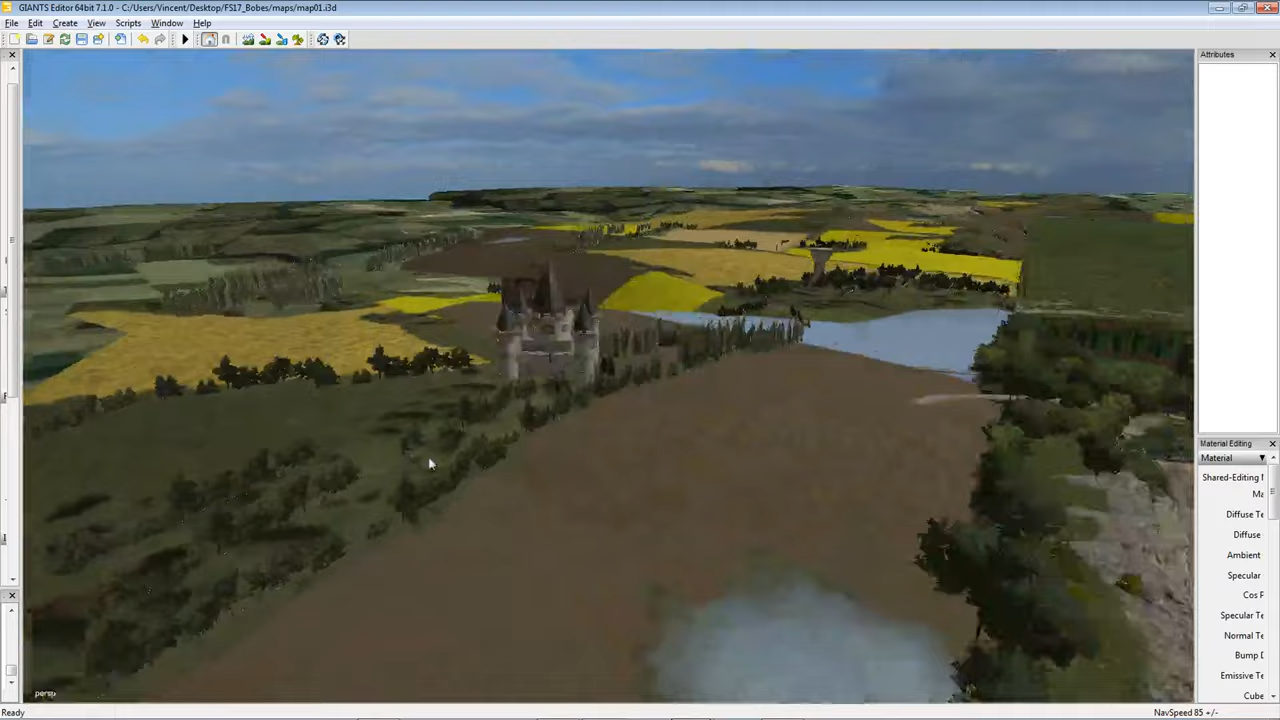 GIANTS Editor 64bit 7.1.0 - C:/Users/Vincent/Desktop/FS17_Bobes/maps/map01.i3d
File Edit Create View Scripts Window Help
Attributes
Material Editing
Material
Shared-Editing
Ma
Diffuse Te
Diffuse
Ambient
Specular
Cos P
Specular Te
Normal Te
Bump D
Emissive Te
Cube
persp
Ready
NavSpeed 85 +/-